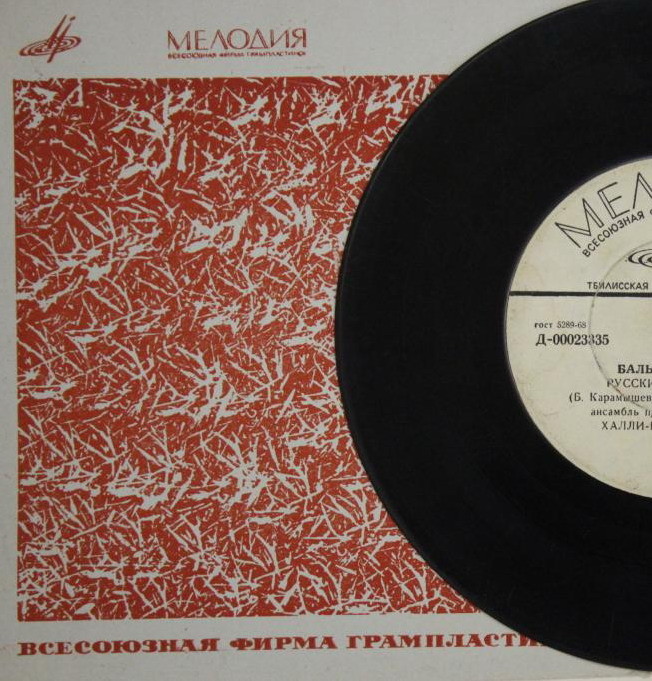 МЕЛОДИЯ
ВСЕСОЮЗНАЯ ФИРМА ГРАМПЛАСТИНОК
МЕЛ
ВСЕСОЮЗНАЯ
ТБИЛИССКАЯ
ГОСТ 5289-68
Д-00023335
БАЛЬ
РУССКИ
(Б. Карамышев
ансамбль п
ХАЛЛИ-
ВСЕСОЮЗНАЯ ФИРМА ГРАМПЛАСТИ